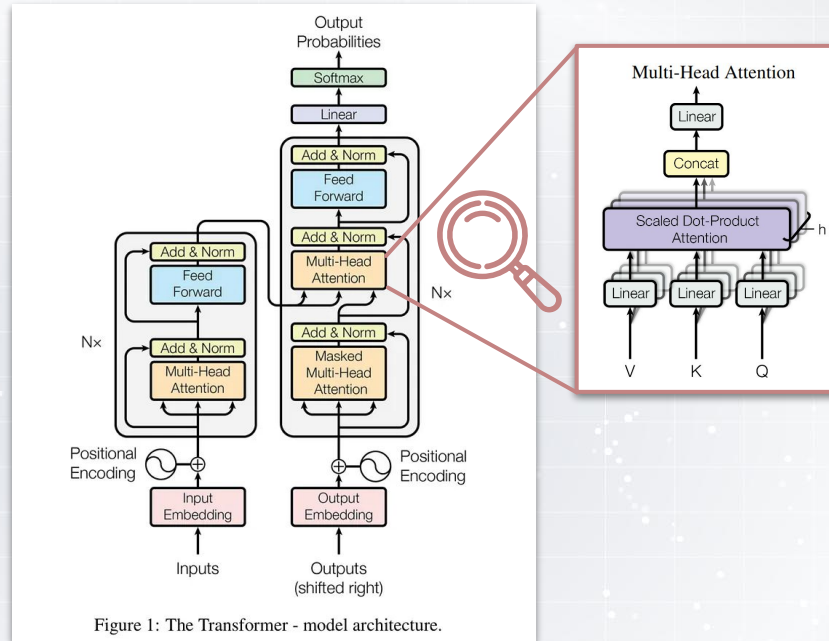 Output
Probabilities
Softmax
Linear
Add & Norm
Feed
Forward
Add & Norm
Multi-Head
Attention
Nx
Add & Norm
Masked
Multi-Head
Attention
Add & Norm
Feed
Forward
Nx
Add & Norm
Multi-Head
Attention
Positional
Encoding
Positional
Encoding
Input
Embedding
Output
Embedding
Inputs
Outputs
(shifted right)
Figure 1: The Transformer - model architecture.
Multi-Head Attention
Linear
Concat
Scaled Dot-Product
Attention
h
Linear
Linear
Linear
V
K
Q